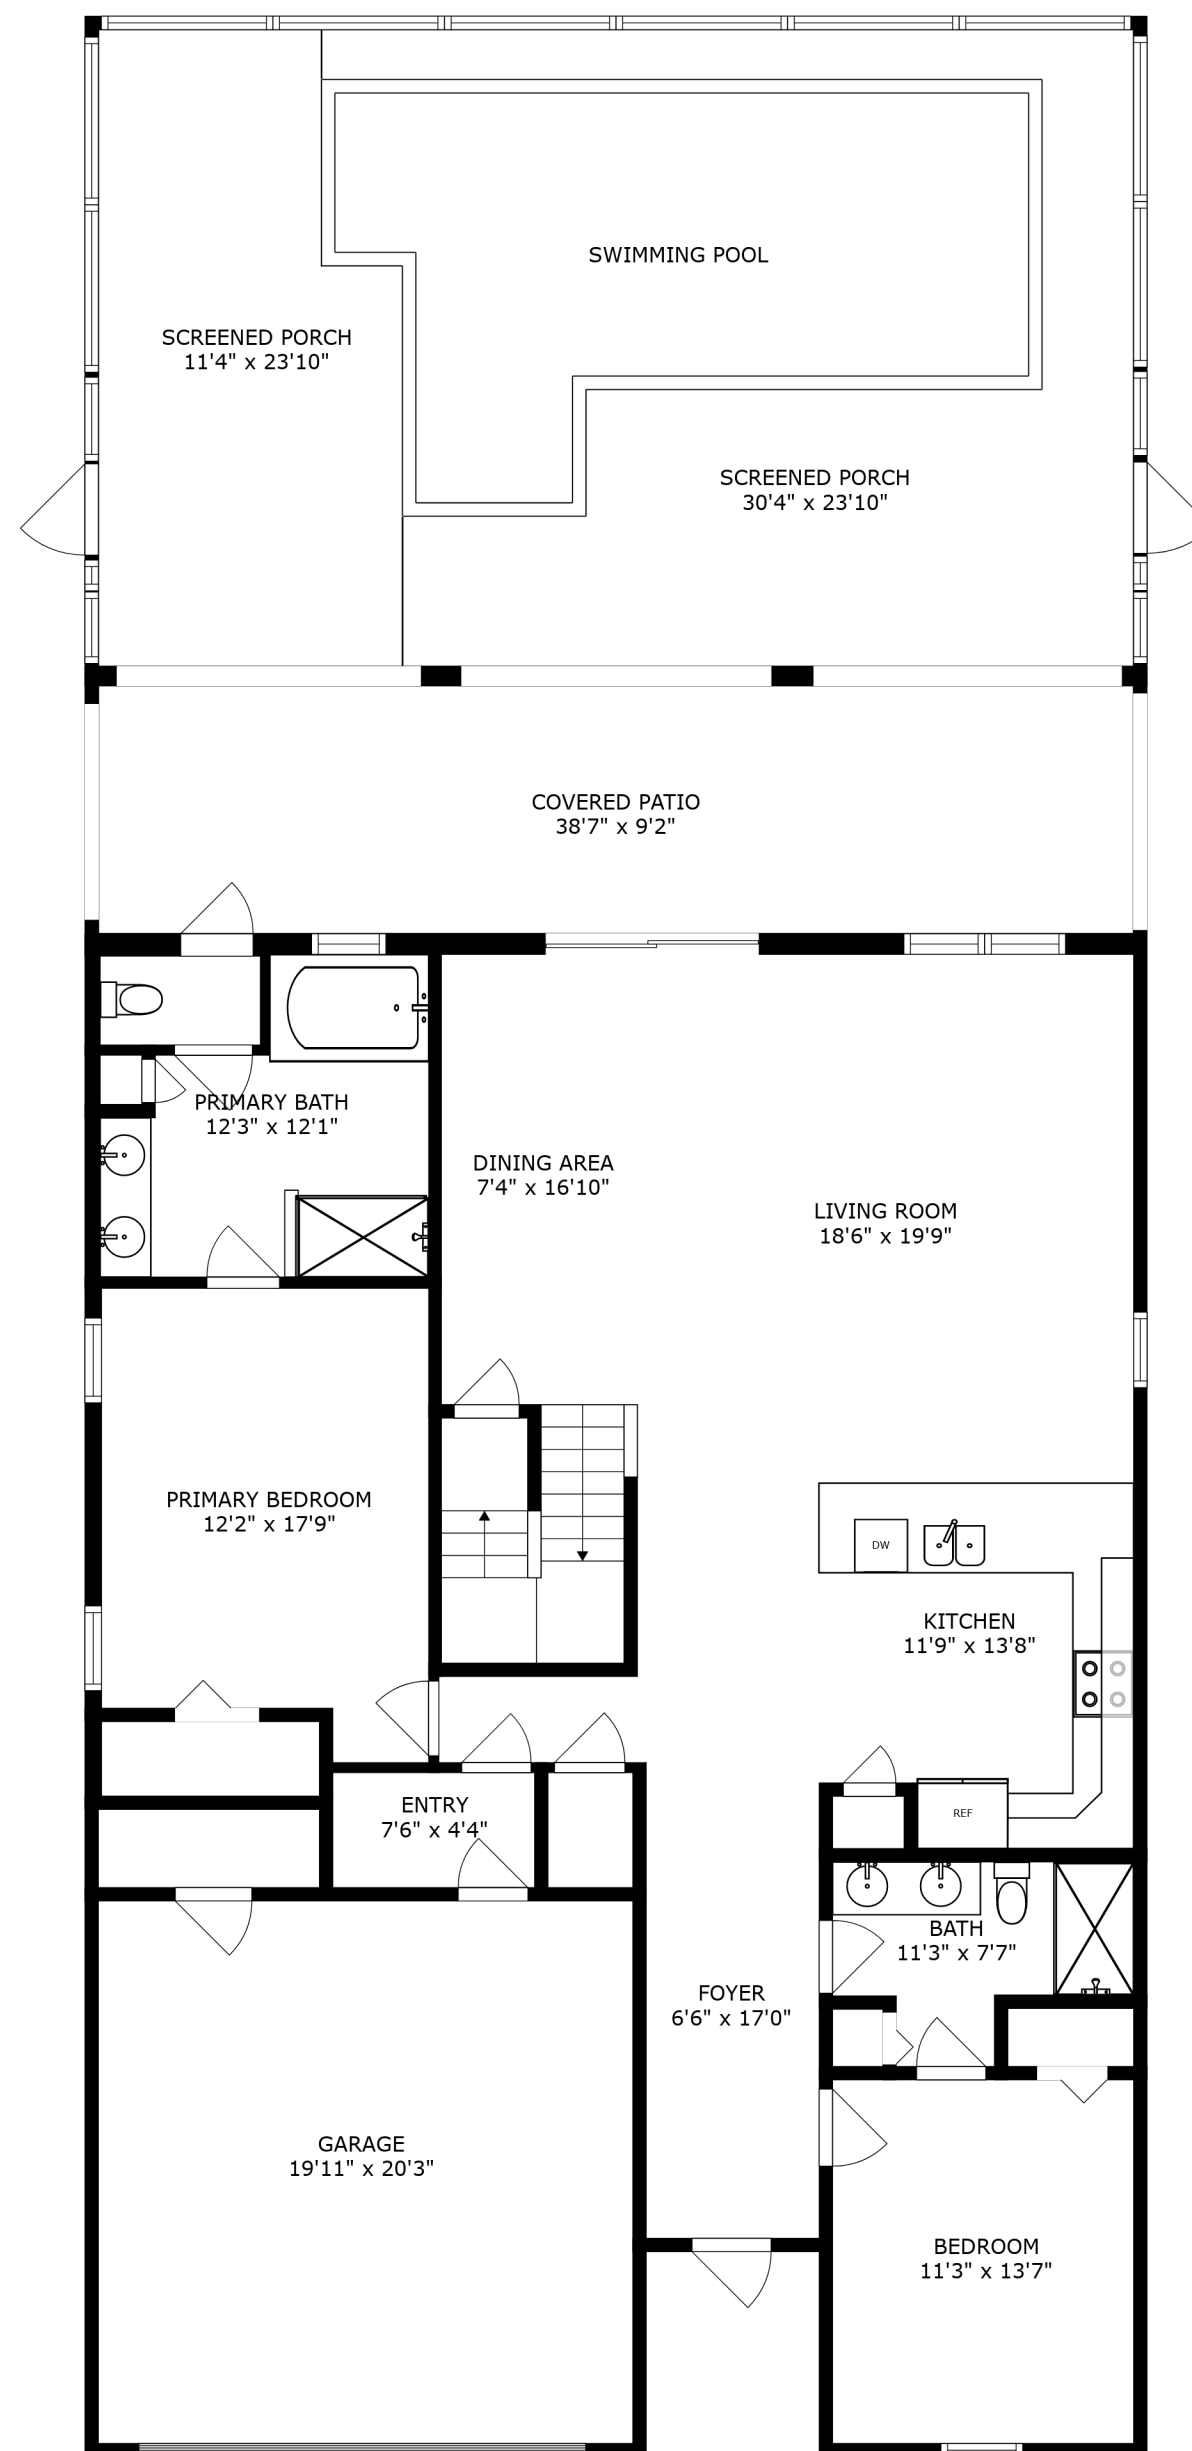 SWIMMING POOL
SCREENED PORCH
11'4" x 23'10"
SCREENED PORCH
30'4" x 23'10"
COVERED PATIO
38'7" x 9'2"
PRIMARY BATH
12'3" x 12'1"
DINING AREA
7'4" x 16'10"
LIVING ROOM
18'6" x 19'9"
PRIMARY BEDROOM
12'2" x 17'9"
DW
KITCHEN
11'9" x 13'8"
ENTRY
7'6" x 4'4"
REF
BATH
11'3" x 7'7"
FOYER
6'6" x 17'0"
GARAGE
19'11" x 20'3"
BEDROOM
11'3" x 13'7"